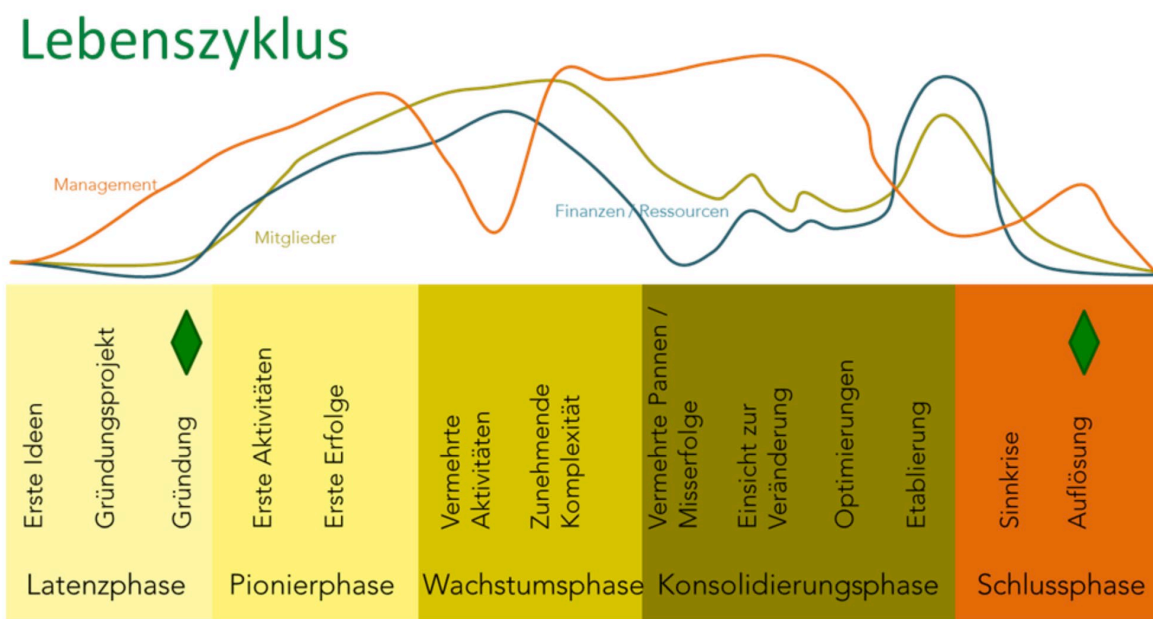 Lebenszyklus
Management
Mitglieder
Finanzen / Ressourcen
Erste Ideen
Gründungsprojekt
Gründung
Erste Aktivitäten
Erste Erfolge
Vermehrte
Aktivitäten
Zunehmende
Komplexität
Vermehrte Pannen /
Misserfolge
Einsicht zur
Veränderung
Optimierungen
Etablierung
Sinnkrise
Auflösung
Latenzphase
Pionierphase
Wachstumsphase
Konsolidierungsphase
Schlussphase